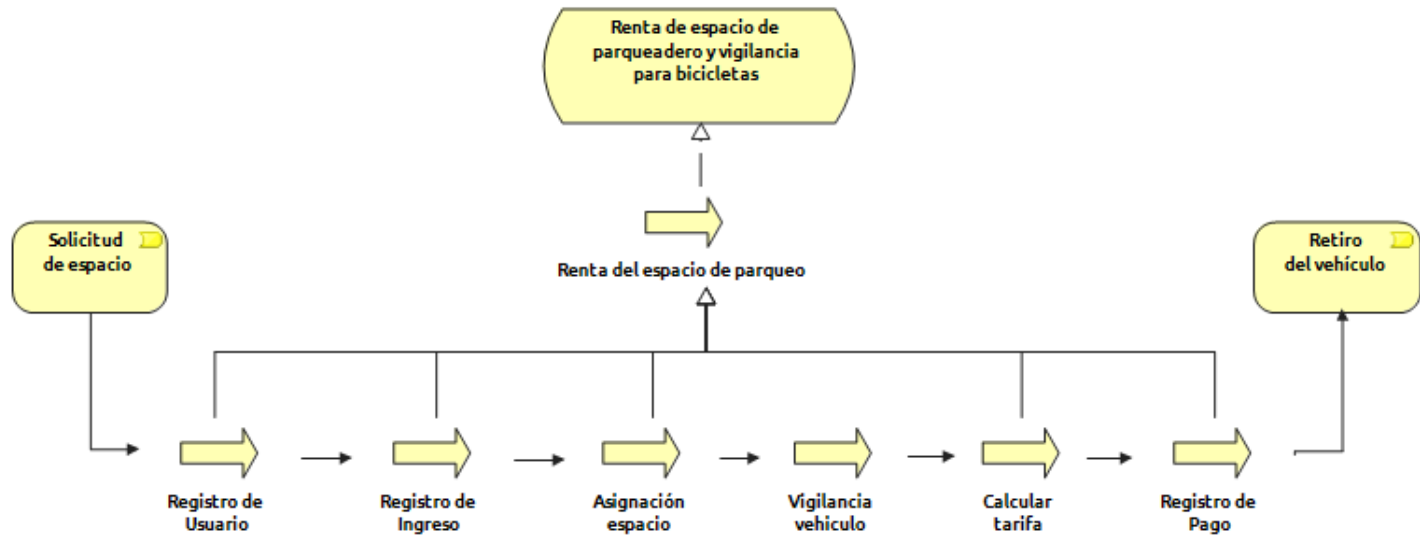 Renta de espacio de
parqueadero y vigilancia
para bicicletas
Solicitud
de espacio
Renta del espacio de parqueo
Retiro
del vehículo
Registro de
Usuario
Registro de
Ingreso
Asignación
espacio
Vigilancia
vehiculo
Calcular
tarifa
Registro de
Pago